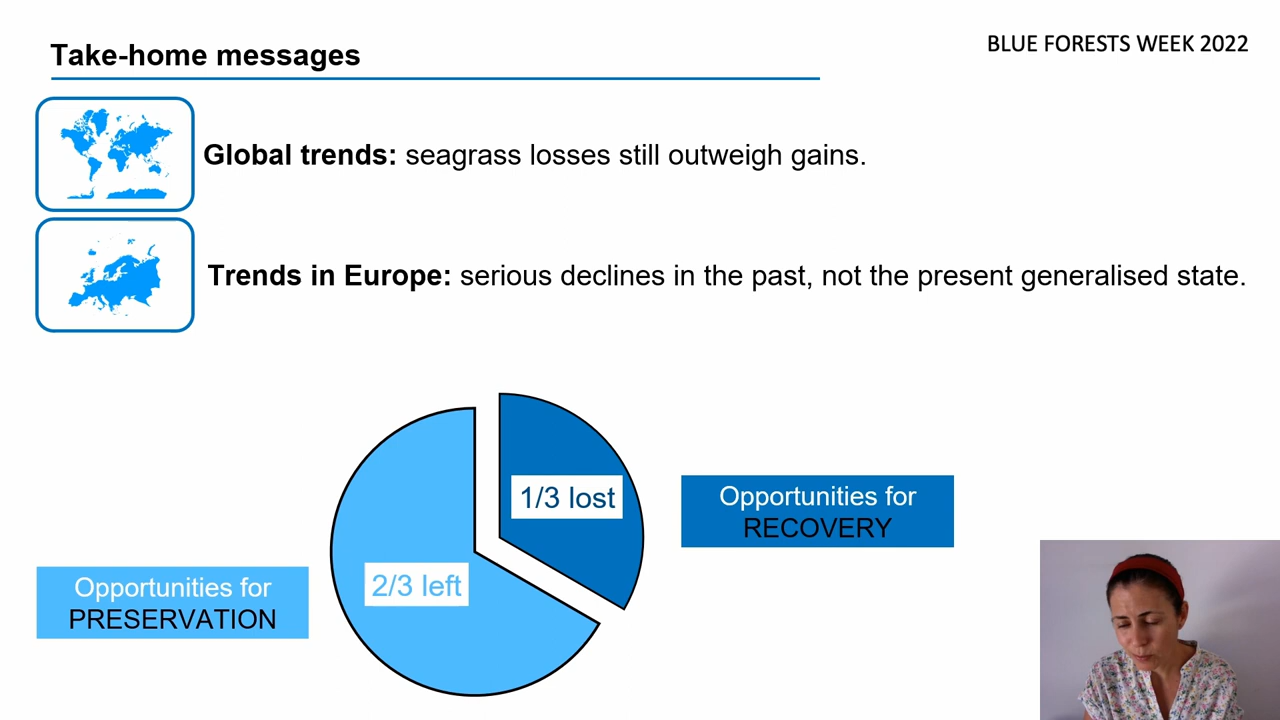 Take-home messages
BLUE FORESTS WEEK 2022
Global trends: seagrass losses still outweigh gains.
Trends in Europe: serious declines in the past, not the present generalised state.
1/3 lost
Opportunities for
RECOVERY
2/3 left
Opportunities for
PRESERVATION